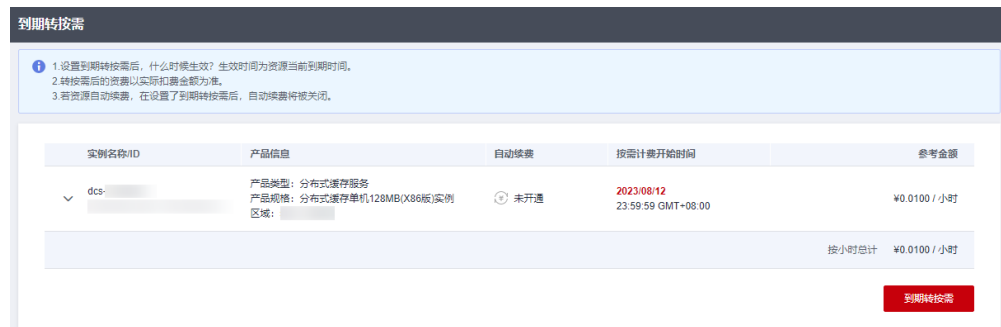 到期转按需
1.设置到期转按需后，什么时候生效？生效时间为资源当前到期时间。
2.转按需后的资费以实际扣费金额为准。
3.若资源自动续费，在设置了到期转按需后，自动续费将被关闭。
实例名称/ID 产品信息 自动续费 按需计费开始时间 参考金额
dcs-
产品类型：分布式缓存服务
产品规格：分布式缓存单机128MB(X86版)实例
区域：
未开通
2023/08/12
23:59:59 GMT+08:00
¥0.0100 / 小时
按小时总计 ¥0.0100 / 小时
到期转按需